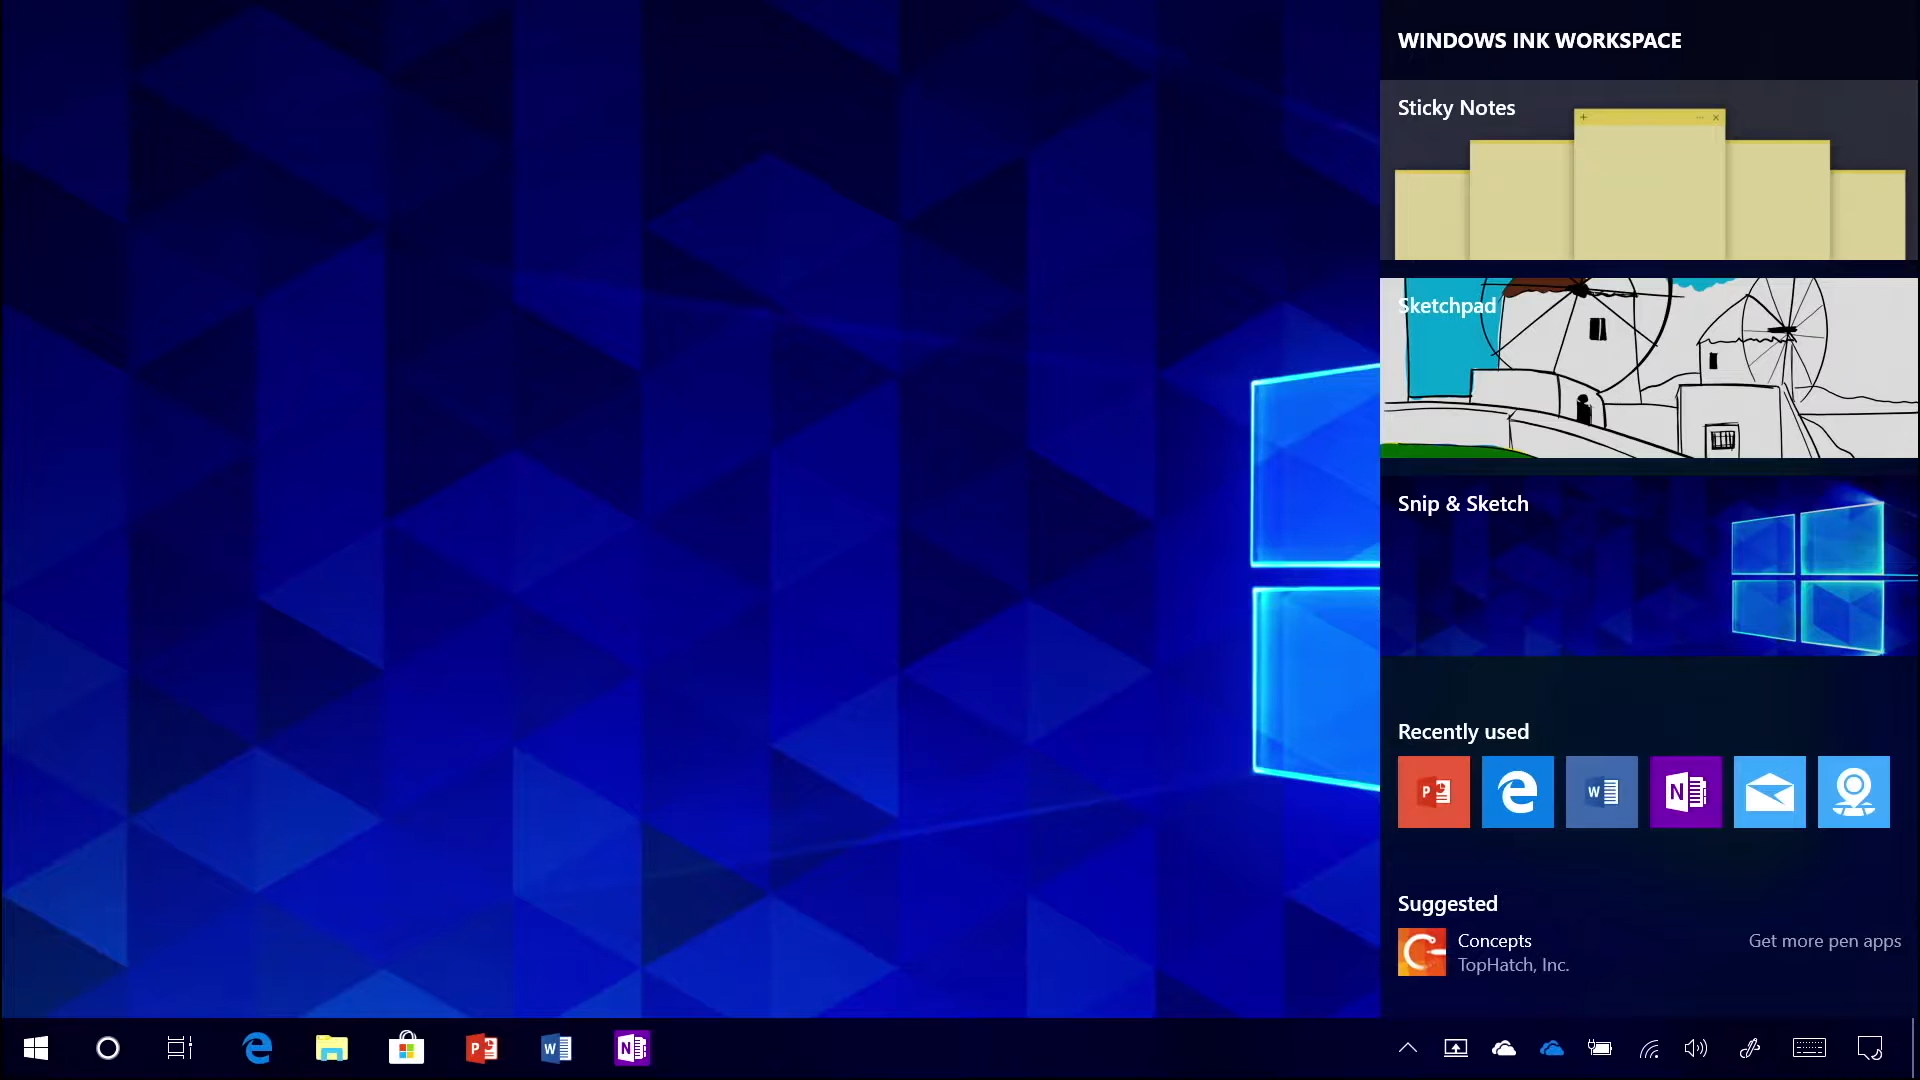 WINDOWS INK WORKSPACE
Sticky Notes
Sketchpad
Snip & Sketch
Recently used
P
W
N
Suggested
Concepts
TopHatch, Inc.
Get more pen apps
P
W
N